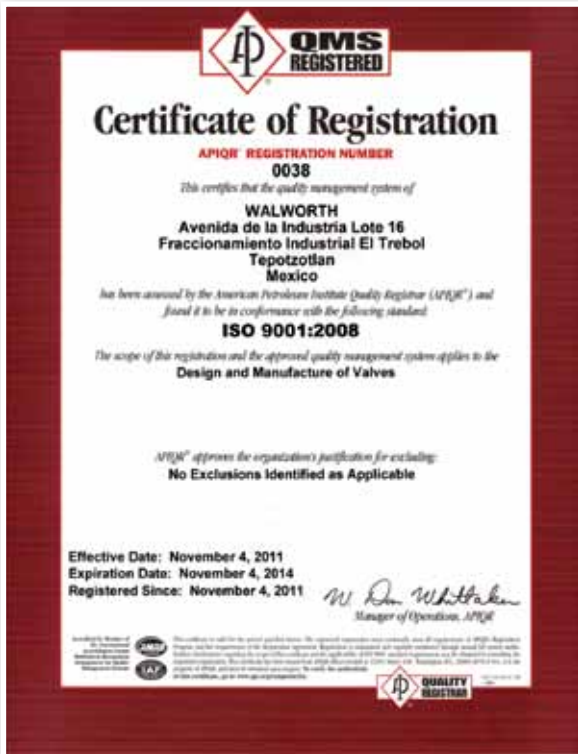 QMS
REGISTERED
Certificate of Registration
APIQR® REGISTRATION NUMBER
0038
This certifies that the quality management system of
WALWORTH
Avenida de la Industria Lote 16
Fraccionamiento Industrial El Trebol
Tepotzotlan
Mexico
has been assessed by the American Petroleum Institute Quality Registrar (APIQR®) and
found it to be in conformance with the following standard:
ISO 9001:2008
The scope of this registration and the approved quality management system applies to the
Design and Manufacture of Valves
APIQR® approves the organization's justification for excluding:
No Exclusions Identified as Applicable
Effective Date: November 4, 2011
Expiration Date: November 4, 2014
Registered Since: November 4, 2011
W. Don Whittaker
Manager of Operations, APIQR
QUALITY
REGISTRAR